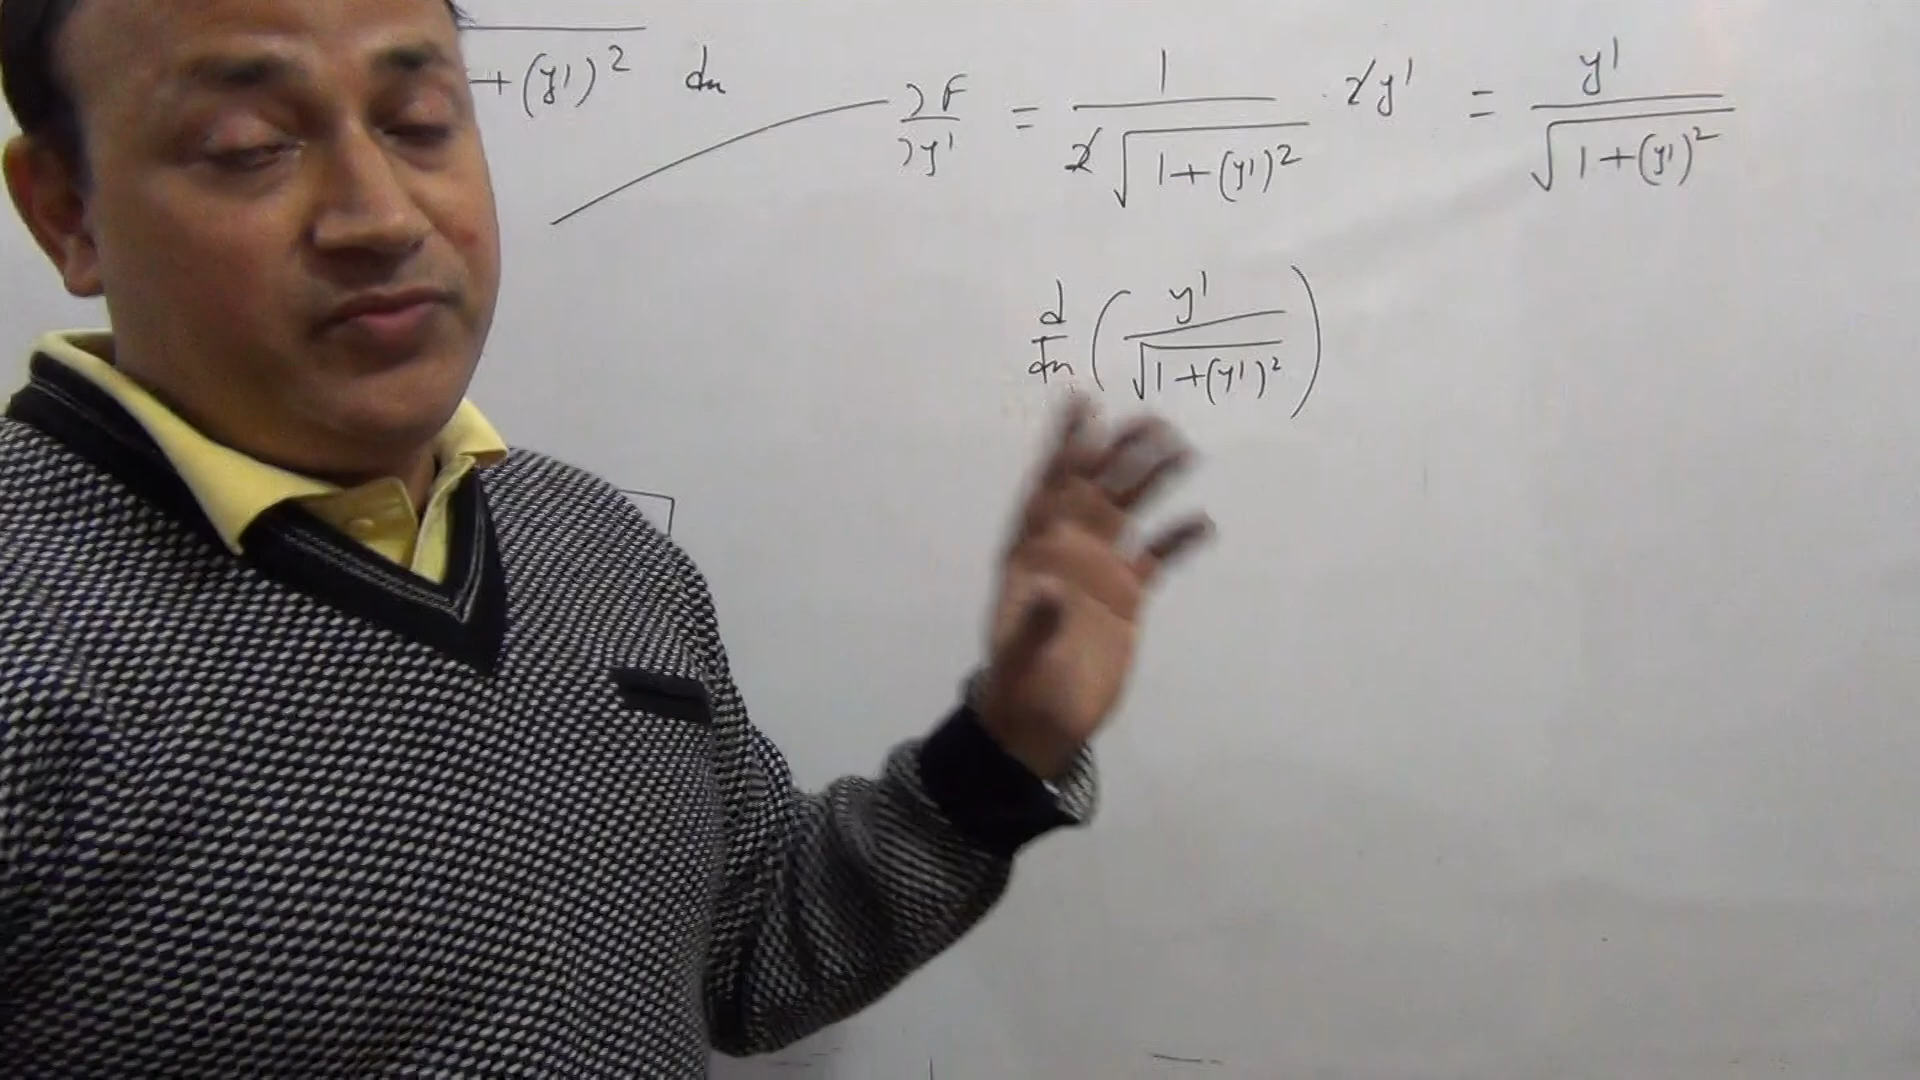 + (y')² dx
∂F/∂y' = 1/(2√(1+(y')²)) · 2y' = y'/√(1+(y')²)
d/dx (y'/√(1+(y')²))